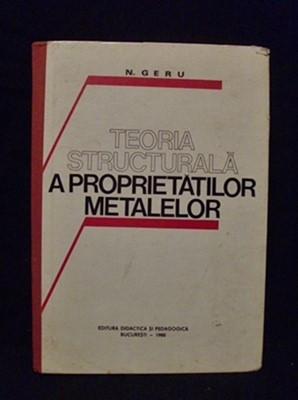 N. GERU
TEORIA
STRUCTURALĂ
A PROPRIETĂȚILOR
METALELOR
EDITURA DIDACTICĂ ȘI PEDAGOGICĂ
BUCUREȘTI – 1980